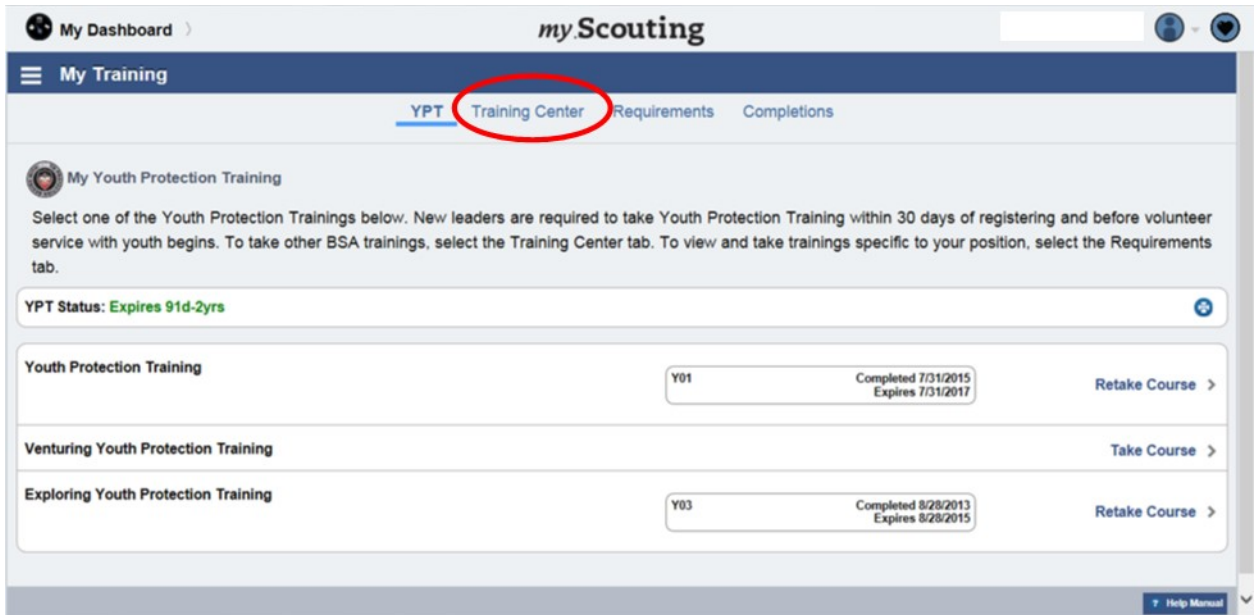 My Dashboard
my.Scouting
My Training
YPT Training Center Requirements Completions
My Youth Protection Training
Select one of the Youth Protection Trainings below. New leaders are required to take Youth Protection Training within 30 days of registering and before volunteer
service with youth begins. To take other BSA trainings, select the Training Center tab. To view and take trainings specific to your position, select the Requirements
tab.
YPT Status: Expires 91d-2yrs
Youth Protection Training
Y01 Completed 7/31/2015
Expires 7/31/2017
Retake Course >
Venturing Youth Protection Training
Take Course >
Exploring Youth Protection Training
Y03 Completed 8/28/2013
Expires 8/28/2015
Retake Course >
? Help Manual